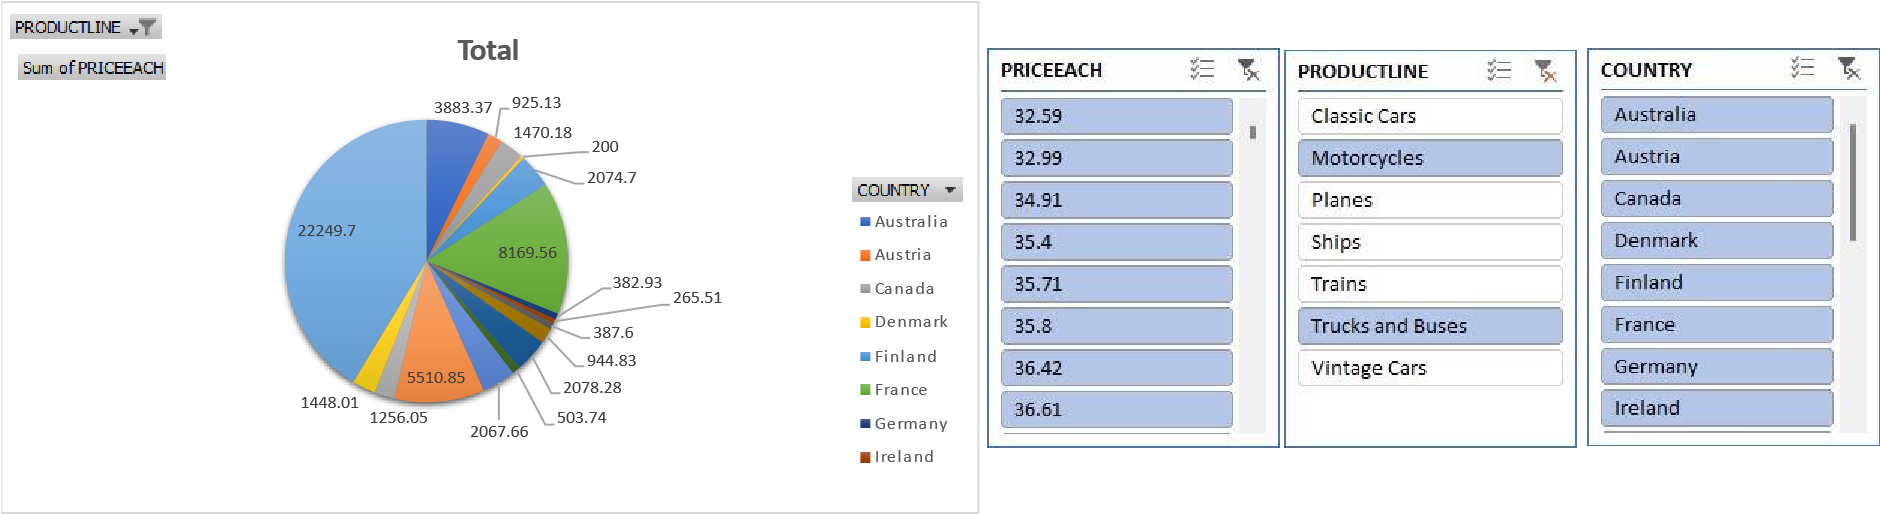 PRODUCTLINE
Sum of PRICEEACH
Total
3883.37
925.13
1470.18
200
2074.7
22249.7
8169.56
382.93
265.51
387.6
944.83
2078.28
503.74
2067.66
5510.85
1256.05
1448.01
COUNTRY
Australia
Austria
Canada
Denmark
Finland
France
Germany
Ireland
PRICEEACH
32.59
32.99
34.91
35.4
35.71
35.8
36.42
36.61
PRODUCTLINE
Classic Cars
Motorcycles
Planes
Ships
Trains
Trucks and Buses
Vintage Cars
COUNTRY
Australia
Austria
Canada
Denmark
Finland
France
Germany
Ireland